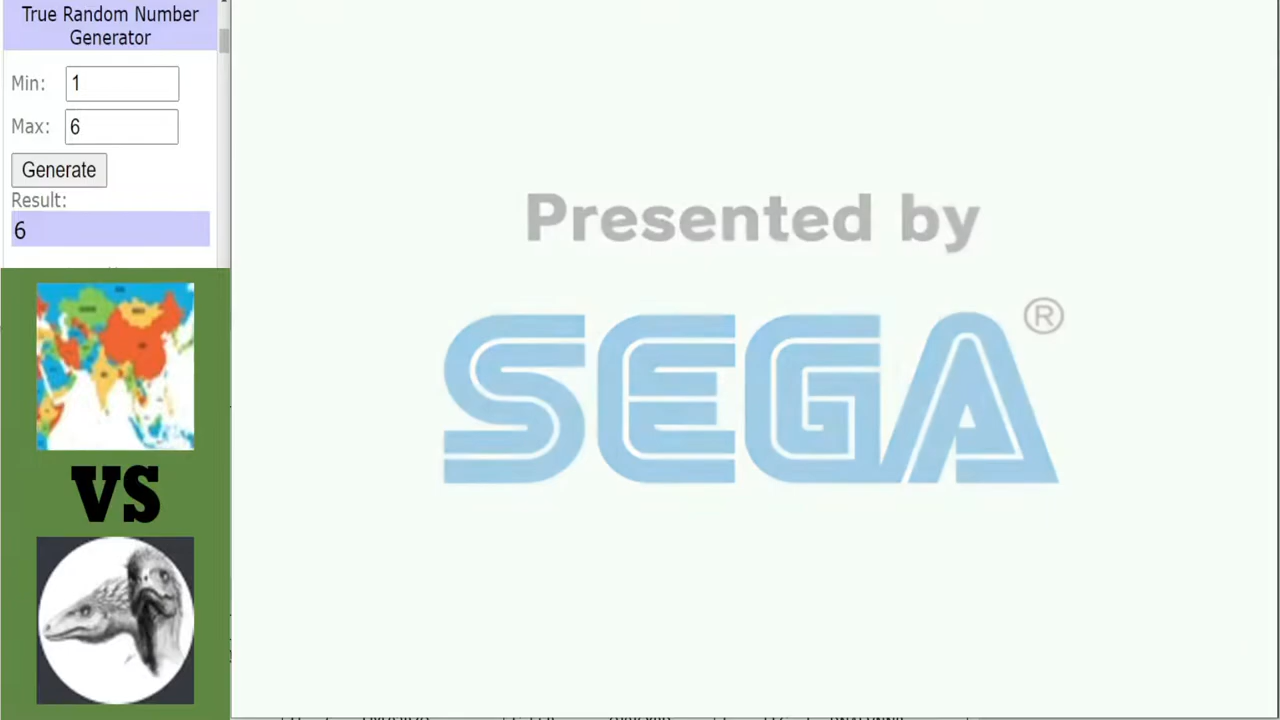 True Random Number
Generator
Min: 1
Max: 6
Generate
Result:
6
VS
Presented by
SEGA®